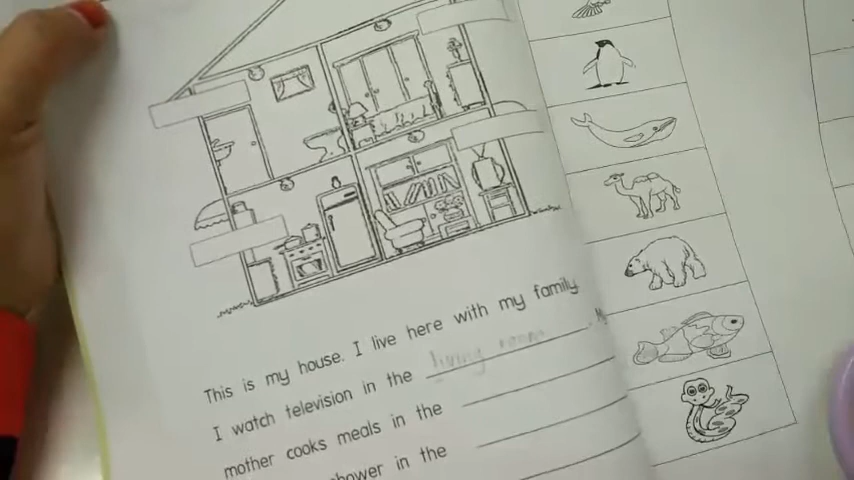 This is my house. I live here with my family
I watch television in the living room. My
mother cooks meals in the
shower in the